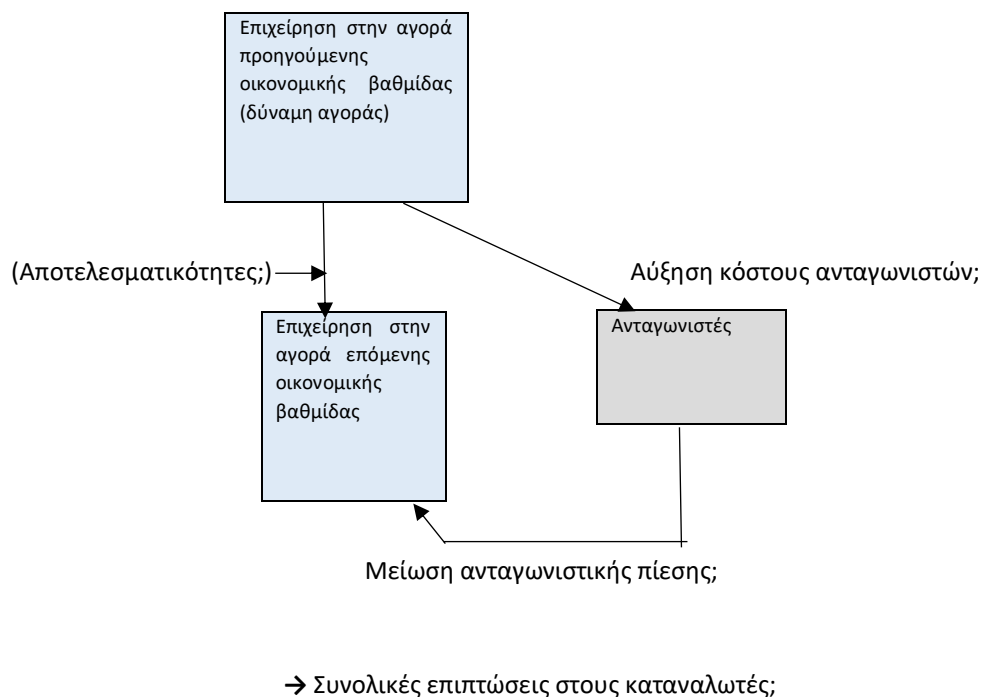 Επιχείρηση στην αγορά
προηγούμενης
οικονομικής βαθμίδας
(δύναμη αγοράς)
(Αποτελεσματικότητες;)
Αύξηση κόστους ανταγωνιστών;
Επιχείρηση στην
αγορά επόμενης
οικονομικής
βαθμίδας
Ανταγωνιστές
Μείωση ανταγωνιστικής πίεσης;
→ Συνολικές επιπτώσεις στους καταναλωτές;